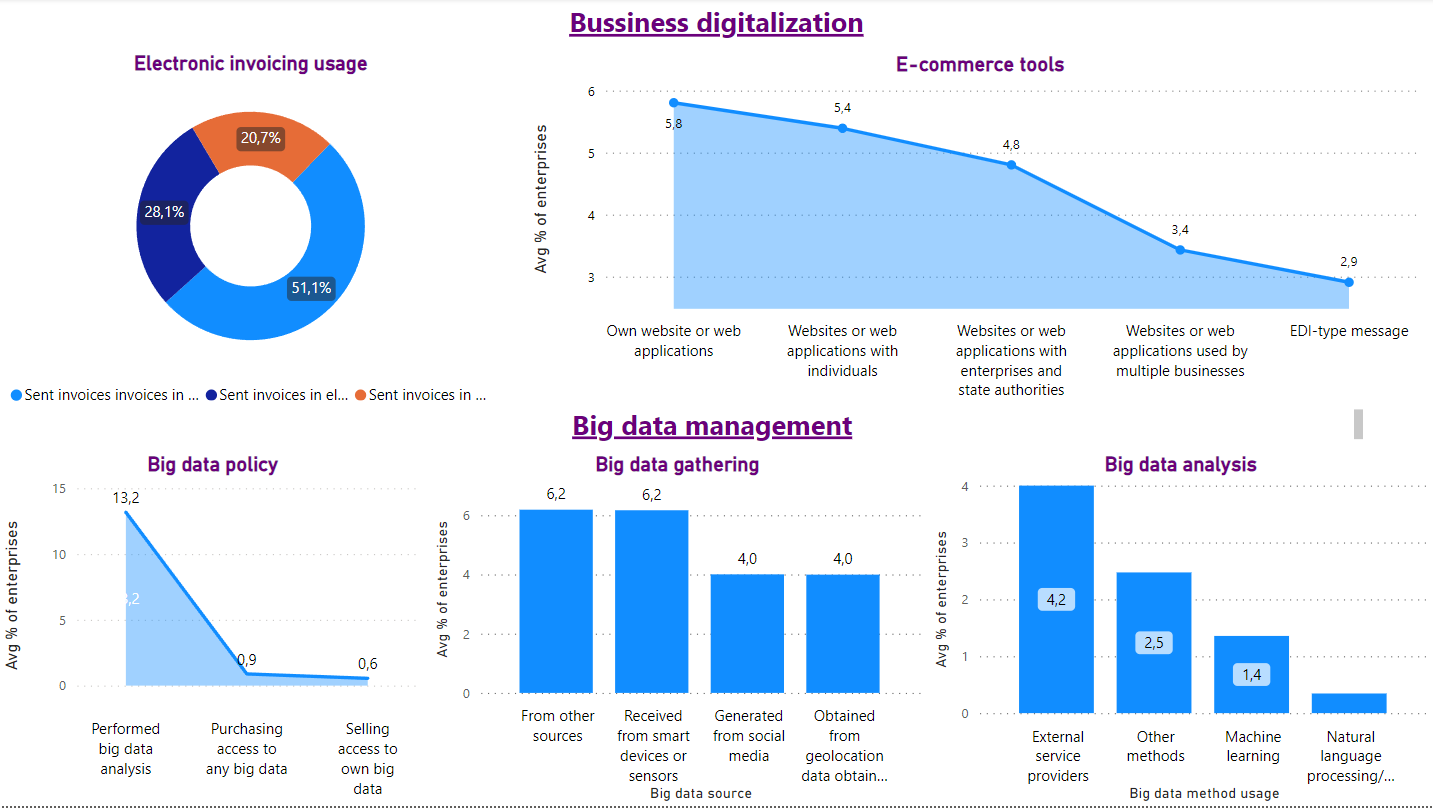 Bussiness digitalization
Electronic invoicing usage
20,7%
28,1%
51,1%
Sent invoices invoices in ...
Sent invoices in el...
Sent invoices in ...
E-commerce tools
Avg % of enterprises
6
5
4
3
5,8
5,4
4,8
3,4
2,9
Own website or web
applications
Websites or web
applications with
individuals
Websites or web
applications with
enterprises and
state authorities
Websites or web
applications used by
multiple businesses
EDI-type message
Big data management
Big data policy
Avg % of enterprises
15
10
5
0
13,2
0,9
0,6
Performed
big data
analysis
Purchasing
access to
any big data
Selling
access to
own big
data
Big data gathering
Avg % of enterprises
6
4
2
0
6,2
6,2
4,0
4,0
From other
sources
Received
from smart
devices or
sensors
Generated
from social
media
Obtained
from
geolocation
data obtain...
Big data source
Big data analysis
Avg % of enterprises
4
3
2
1
0
4,2
2,5
1,4
External
service
providers
Other
methods
Machine
learning
Natural
language
processing/...
Big data method usage